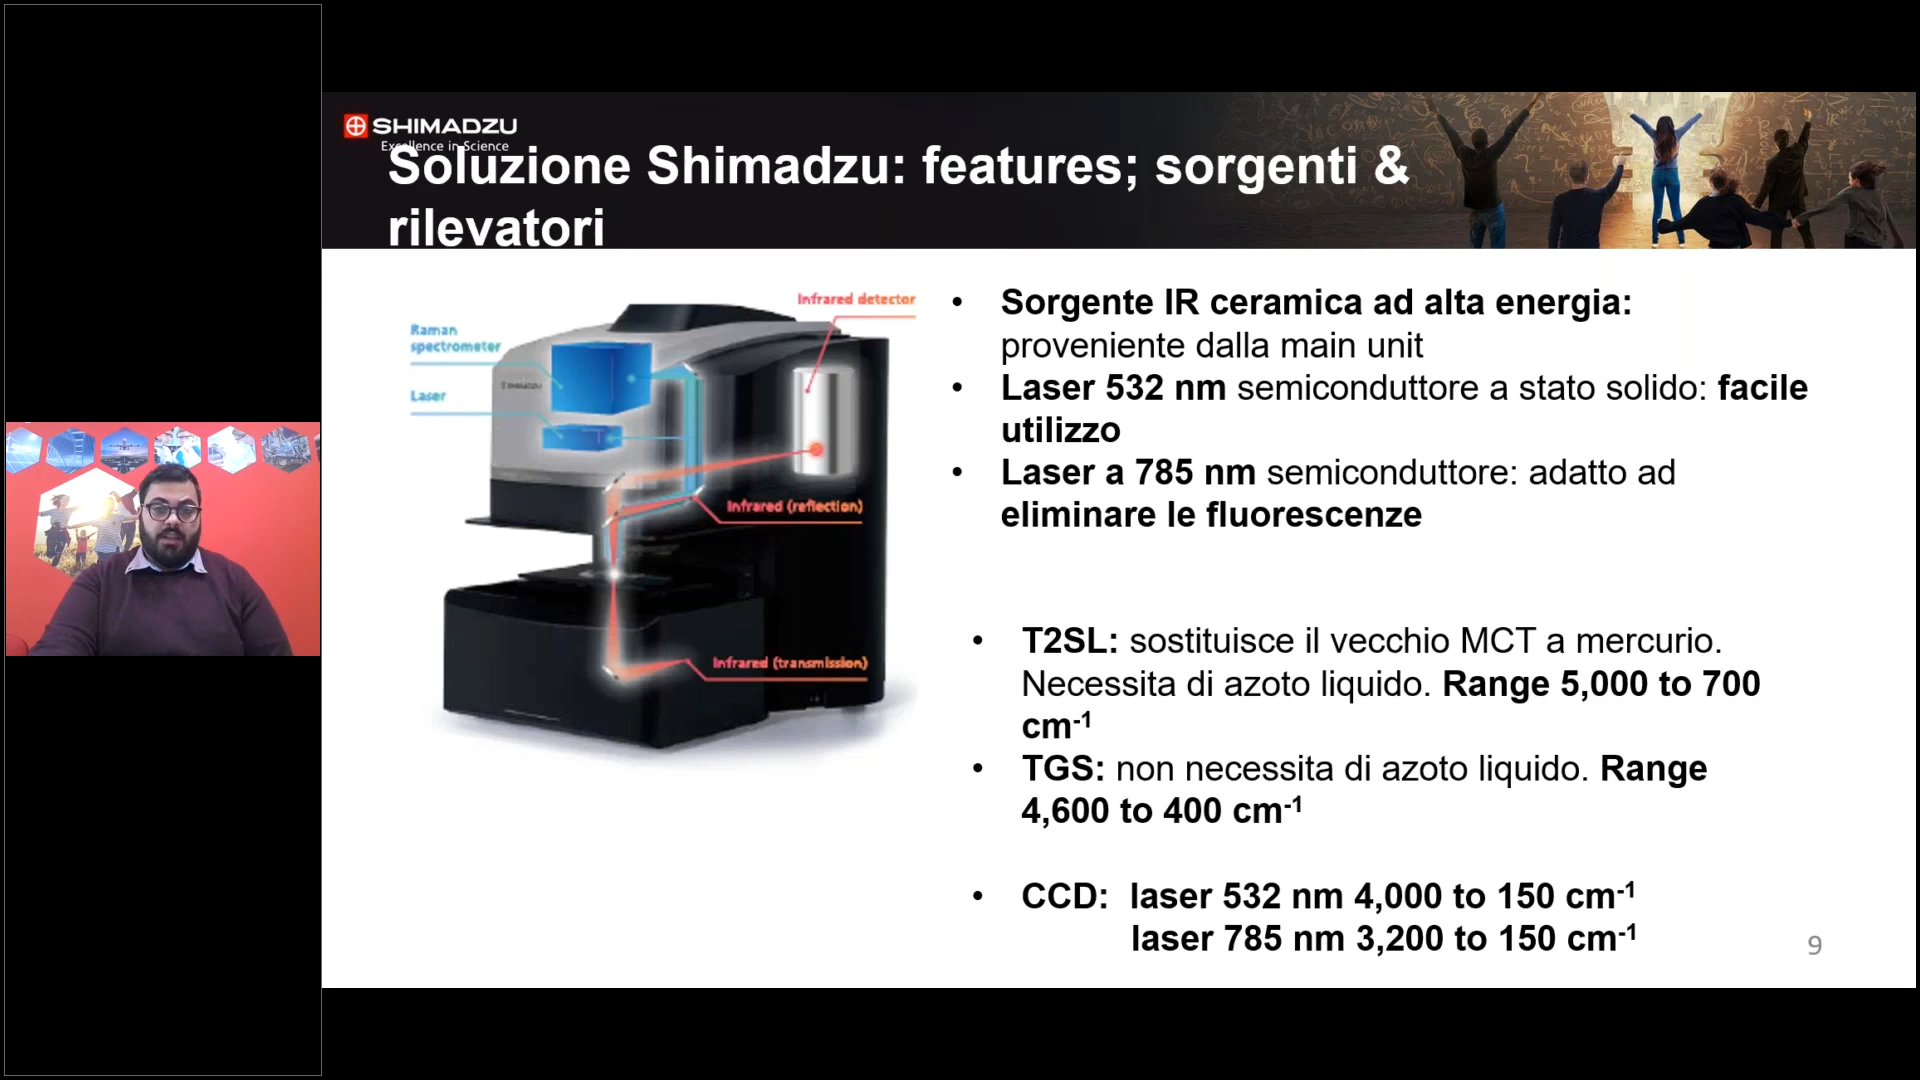 SHIMADZU
Excellence in Science
Soluzione Shimadzu: features; sorgenti &
rilevatori
Infrared detector
Raman
spectrometer
SHIMADZU
Laser
Infrared (reflection)
Infrared (transmission)
• Sorgente IR ceramica ad alta energia:
proveniente dalla main unit
• Laser 532 nm semiconduttore a stato solido: facile
utilizzo
• Laser a 785 nm semiconduttore: adatto ad
eliminare le fluorescenze
• T2SL: sostituisce il vecchio MCT a mercurio.
Necessita di azoto liquido. Range 5,000 to 700
cm⁻¹
• TGS: non necessita di azoto liquido. Range
4,600 to 400 cm⁻¹
• CCD: laser 532 nm 4,000 to 150 cm⁻¹
laser 785 nm 3,200 to 150 cm⁻¹
9